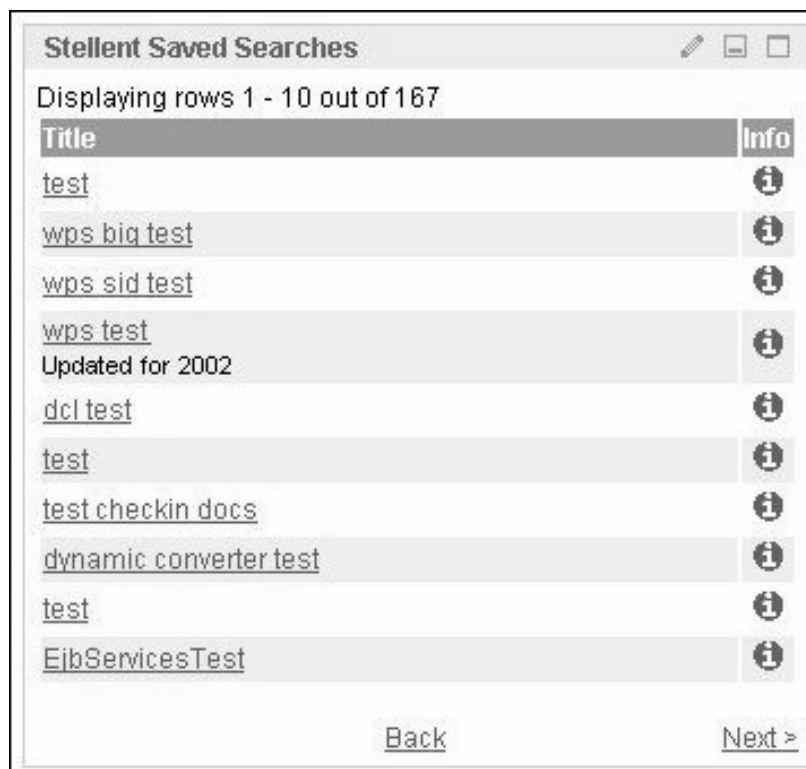 Stellent Saved Searches
Displaying rows 1 - 10 out of 167
Title Info
test
wps big test
wps sid test
wps test
Updated for 2002
dcl test
test
test checkin docs
dynamic converter test
test
EjbServicesTest
Back Next >